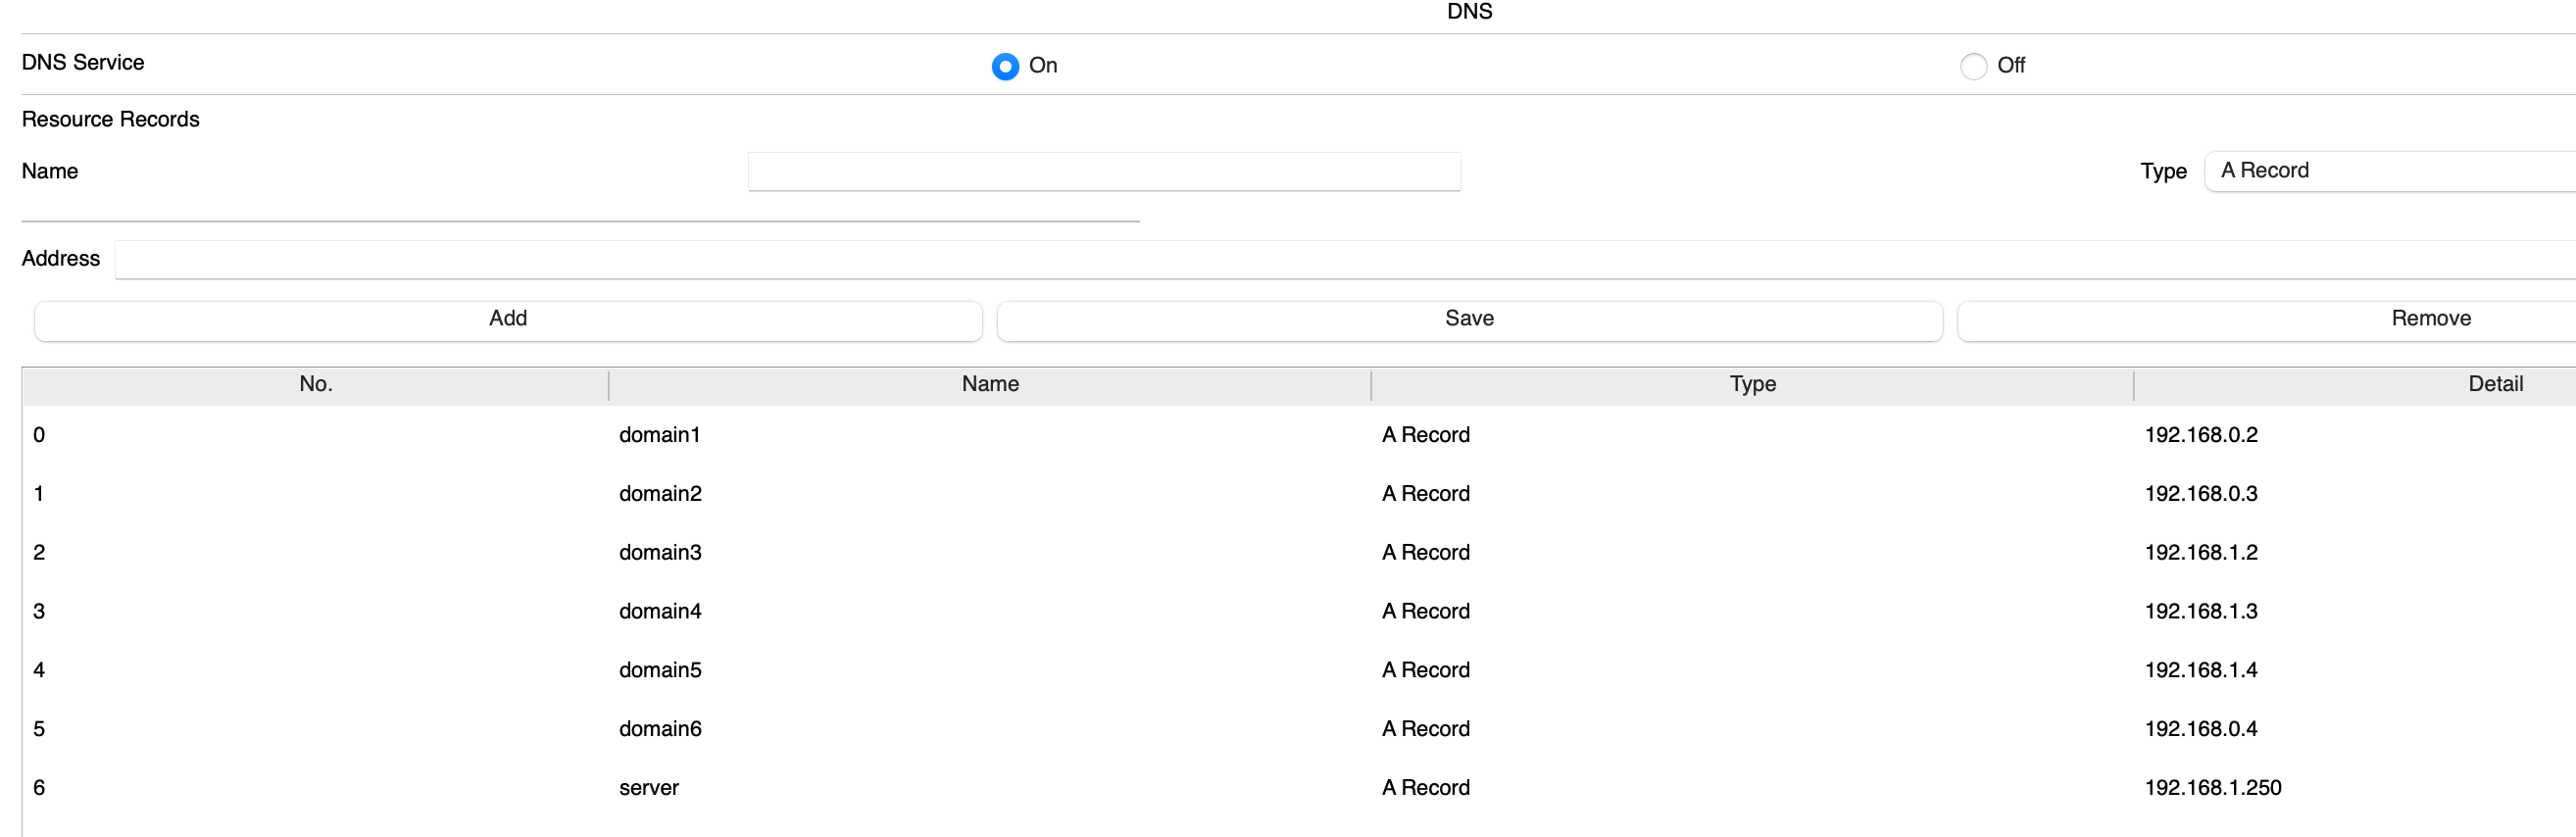 DNS
DNS Service On Off
Resource Records
Name Type A Record
Address
Add Save Remove
No. Name Type Detail
0 domain1 A Record 192.168.0.2
1 domain2 A Record 192.168.0.3
2 domain3 A Record 192.168.1.2
3 domain4 A Record 192.168.1.3
4 domain5 A Record 192.168.1.4
5 domain6 A Record 192.168.0.4
6 server A Record 192.168.1.250